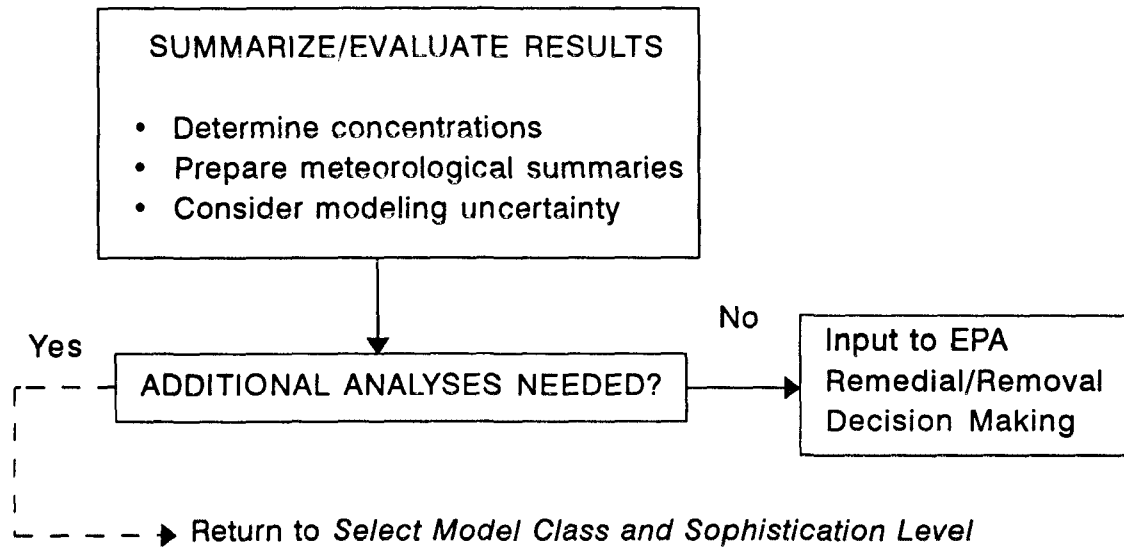 SUMMARIZE/EVALUATE RESULTS
• Determine concentrations
• Prepare meteorological summaries
• Consider modeling uncertainty
Yes
No
ADDITIONAL ANALYSES NEEDED?
Input to EPA
Remedial/Removal
Decision Making
Return to Select Model Class and Sophistication Level